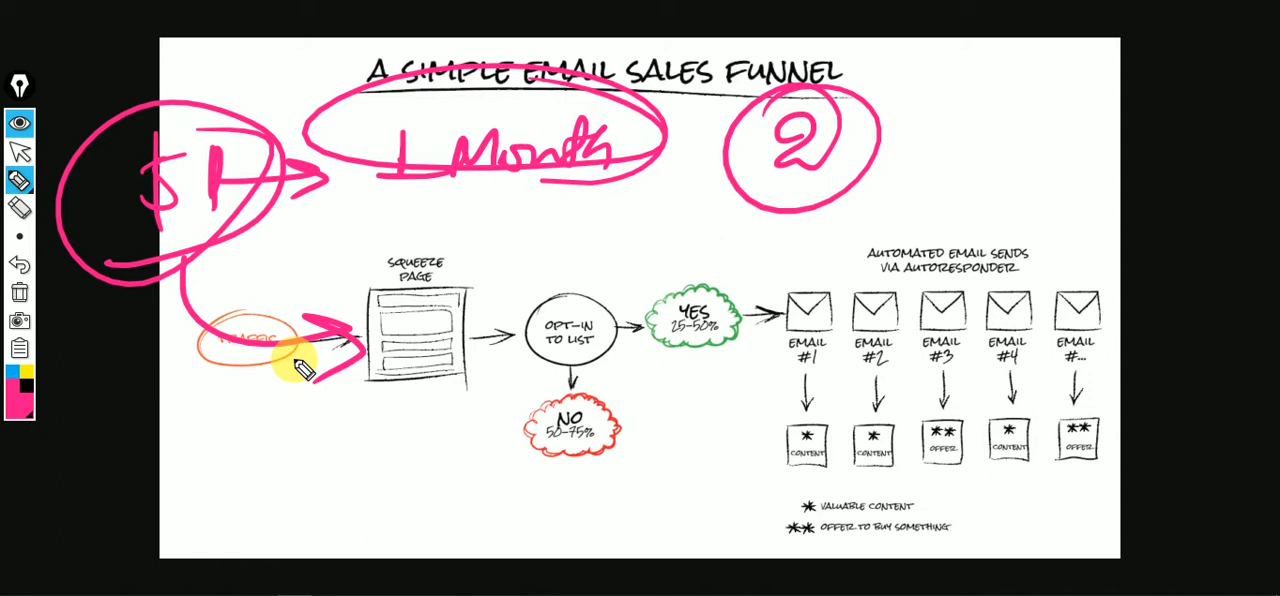 A SIMPLE EMAIL SALES FUNNEL
1 Month
2
SQUEEZE
PAGE
AUTOMATED EMAIL SENDS
VIA AUTORESPONDER
TRAFFIC
OPT-IN
TO LIST
YES
25-50%
EMAIL
#1
EMAIL
#2
EMAIL
#3
EMAIL
#4
EMAIL
#...
NO
50-75%
*
CONTENT
*
CONTENT
**
OFFER
*
CONTENT
**
OFFER
* VALUABLE CONTENT
** OFFER TO BUY SOMETHING